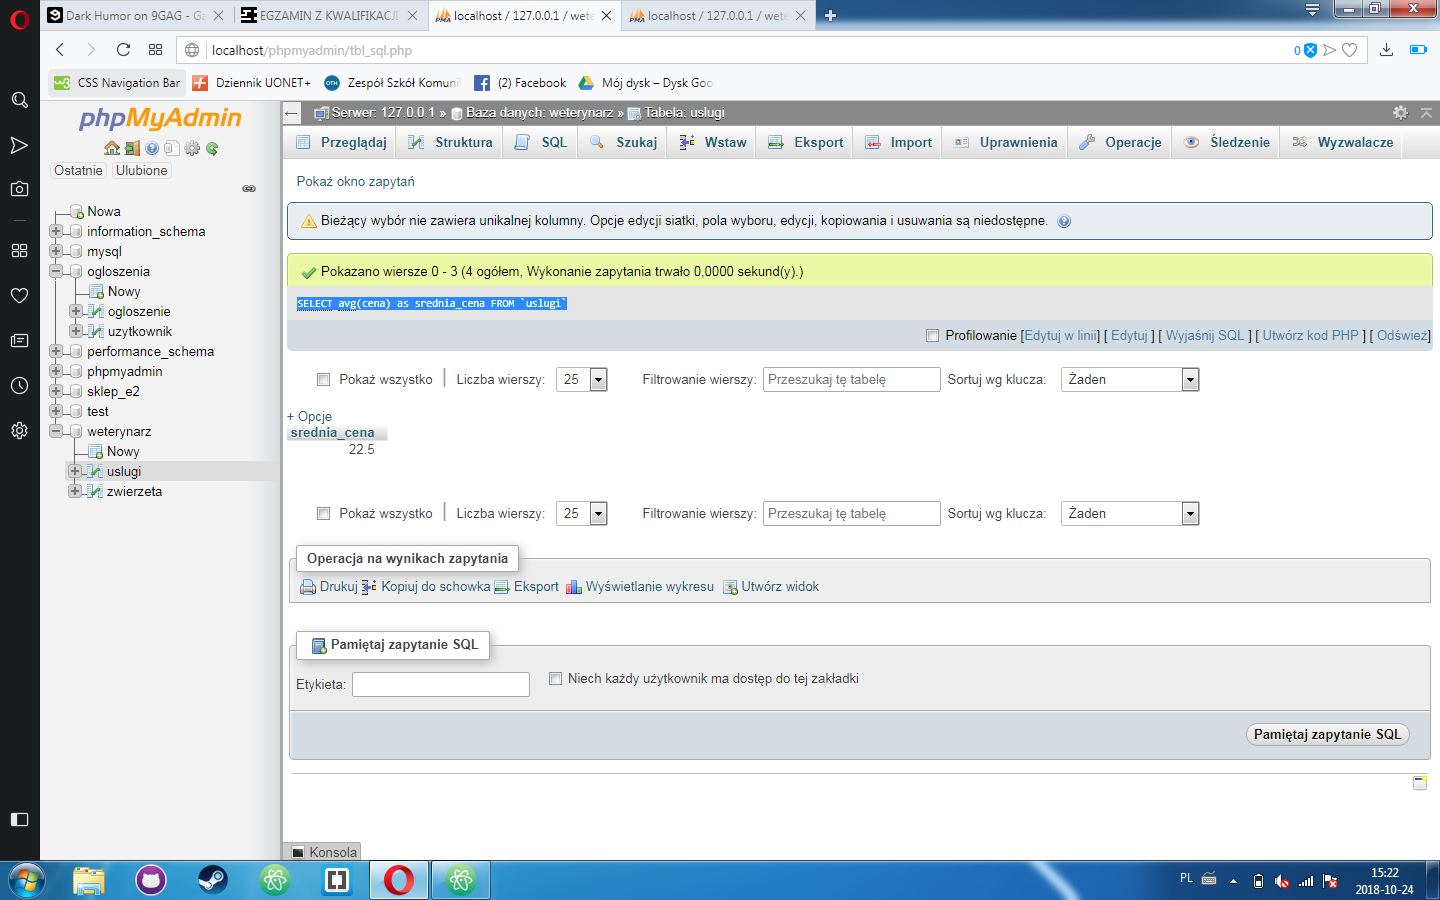 Dark Humor on 9GAG - Ga
EGZAMIN Z KWALIFIKACJI
localhost / 127.0.0.1 / wete
localhost / 127.0.0.1 / wete
localhost/phpmyadmin/tbl_sql.php
0
CSS Navigation Bar
Dziennik UONET+
Zespół Szkół Komuni
(2) Facebook
Mój dysk – Dysk Goo
phpMyAdmin
Ostatnie
Ulubione
Nowa
information_schema
mysql
ogloszenia
Nowy
ogloszenie
uzytkownik
performance_schema
phpmyadmin
sklep_e2
test
weterynarz
Nowy
uslugi
zwierzeta
Serwer: 127.0.0.1 » Baza danych: weterynarz » Tabela: uslugi
Przeglądaj
Struktura
SQL
Szukaj
Wstaw
Eksport
Import
Uprawnienia
Operacje
Śledzenie
Wyzwalacze
Pokaż okno zapytań
Bieżący wybór nie zawiera unikalnej kolumny. Opcje edycji siatki, pola wyboru, edycji, kopiowania i usuwania są niedostępne.
Pokazano wiersze 0 - 3 (4 ogółem, Wykonanie zapytania trwało 0,0000 sekund(y).)
SELECT avg(cena) as srednia_cena FROM `uslugi`
Profilowanie [Edytuj w linii] [ Edytuj ] [ Wyjaśnij SQL ] [ Utwórz kod PHP ] [ Odśwież]
Pokaż wszystko | Liczba wierszy: 25 Filtrowanie wierszy: Przeszukaj tę tabelę Sortuj wg klucza: Żaden
+ Opcje
srednia_cena
22.5
Pokaż wszystko | Liczba wierszy: 25 Filtrowanie wierszy: Przeszukaj tę tabelę Sortuj wg klucza: Żaden
Operacja na wynikach zapytania
Drukuj Kopiuj do schowka Eksport Wyświetlanie wykresu Utwórz widok
Pamiętaj zapytanie SQL
Etykieta:
Niech każdy użytkownik ma dostęp do tej zakładki
Pamiętaj zapytanie SQL
Konsola
PL
15:22
2018-10-24